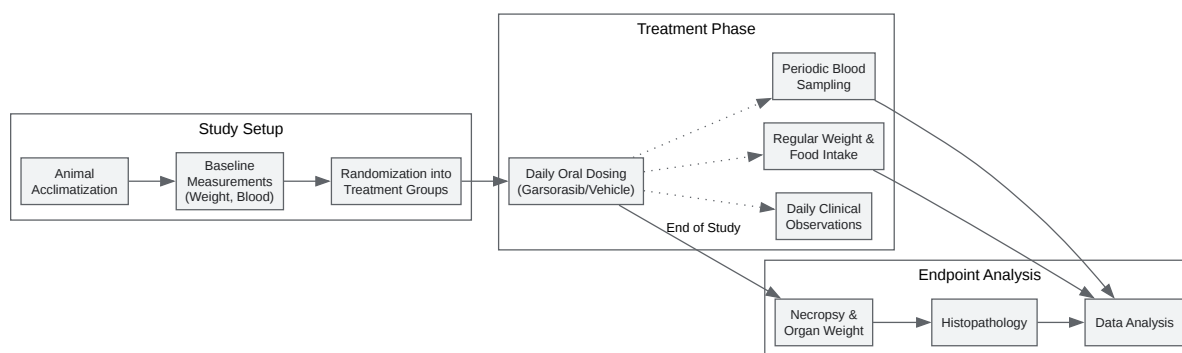 Study Setup
Animal
Acclimatization
Baseline
Measurements
(Weight, Blood)
Randomization into
Treatment Groups
Treatment Phase
Daily Oral Dosing
(Garsorasib/Vehicle)
Periodic Blood
Sampling
Regular Weight &
Food Intake
Daily Clinical
Observations
End of Study
Endpoint Analysis
Necropsy &
Organ Weight
Histopathology
Data Analysis